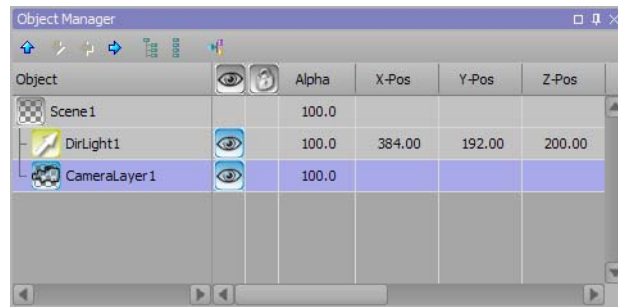 Object Manager
Object Alpha X-Pos Y-Pos Z-Pos
Scene1 100.0
DirLight1 100.0 384.00 192.00 200.00
CameraLayer1 100.0